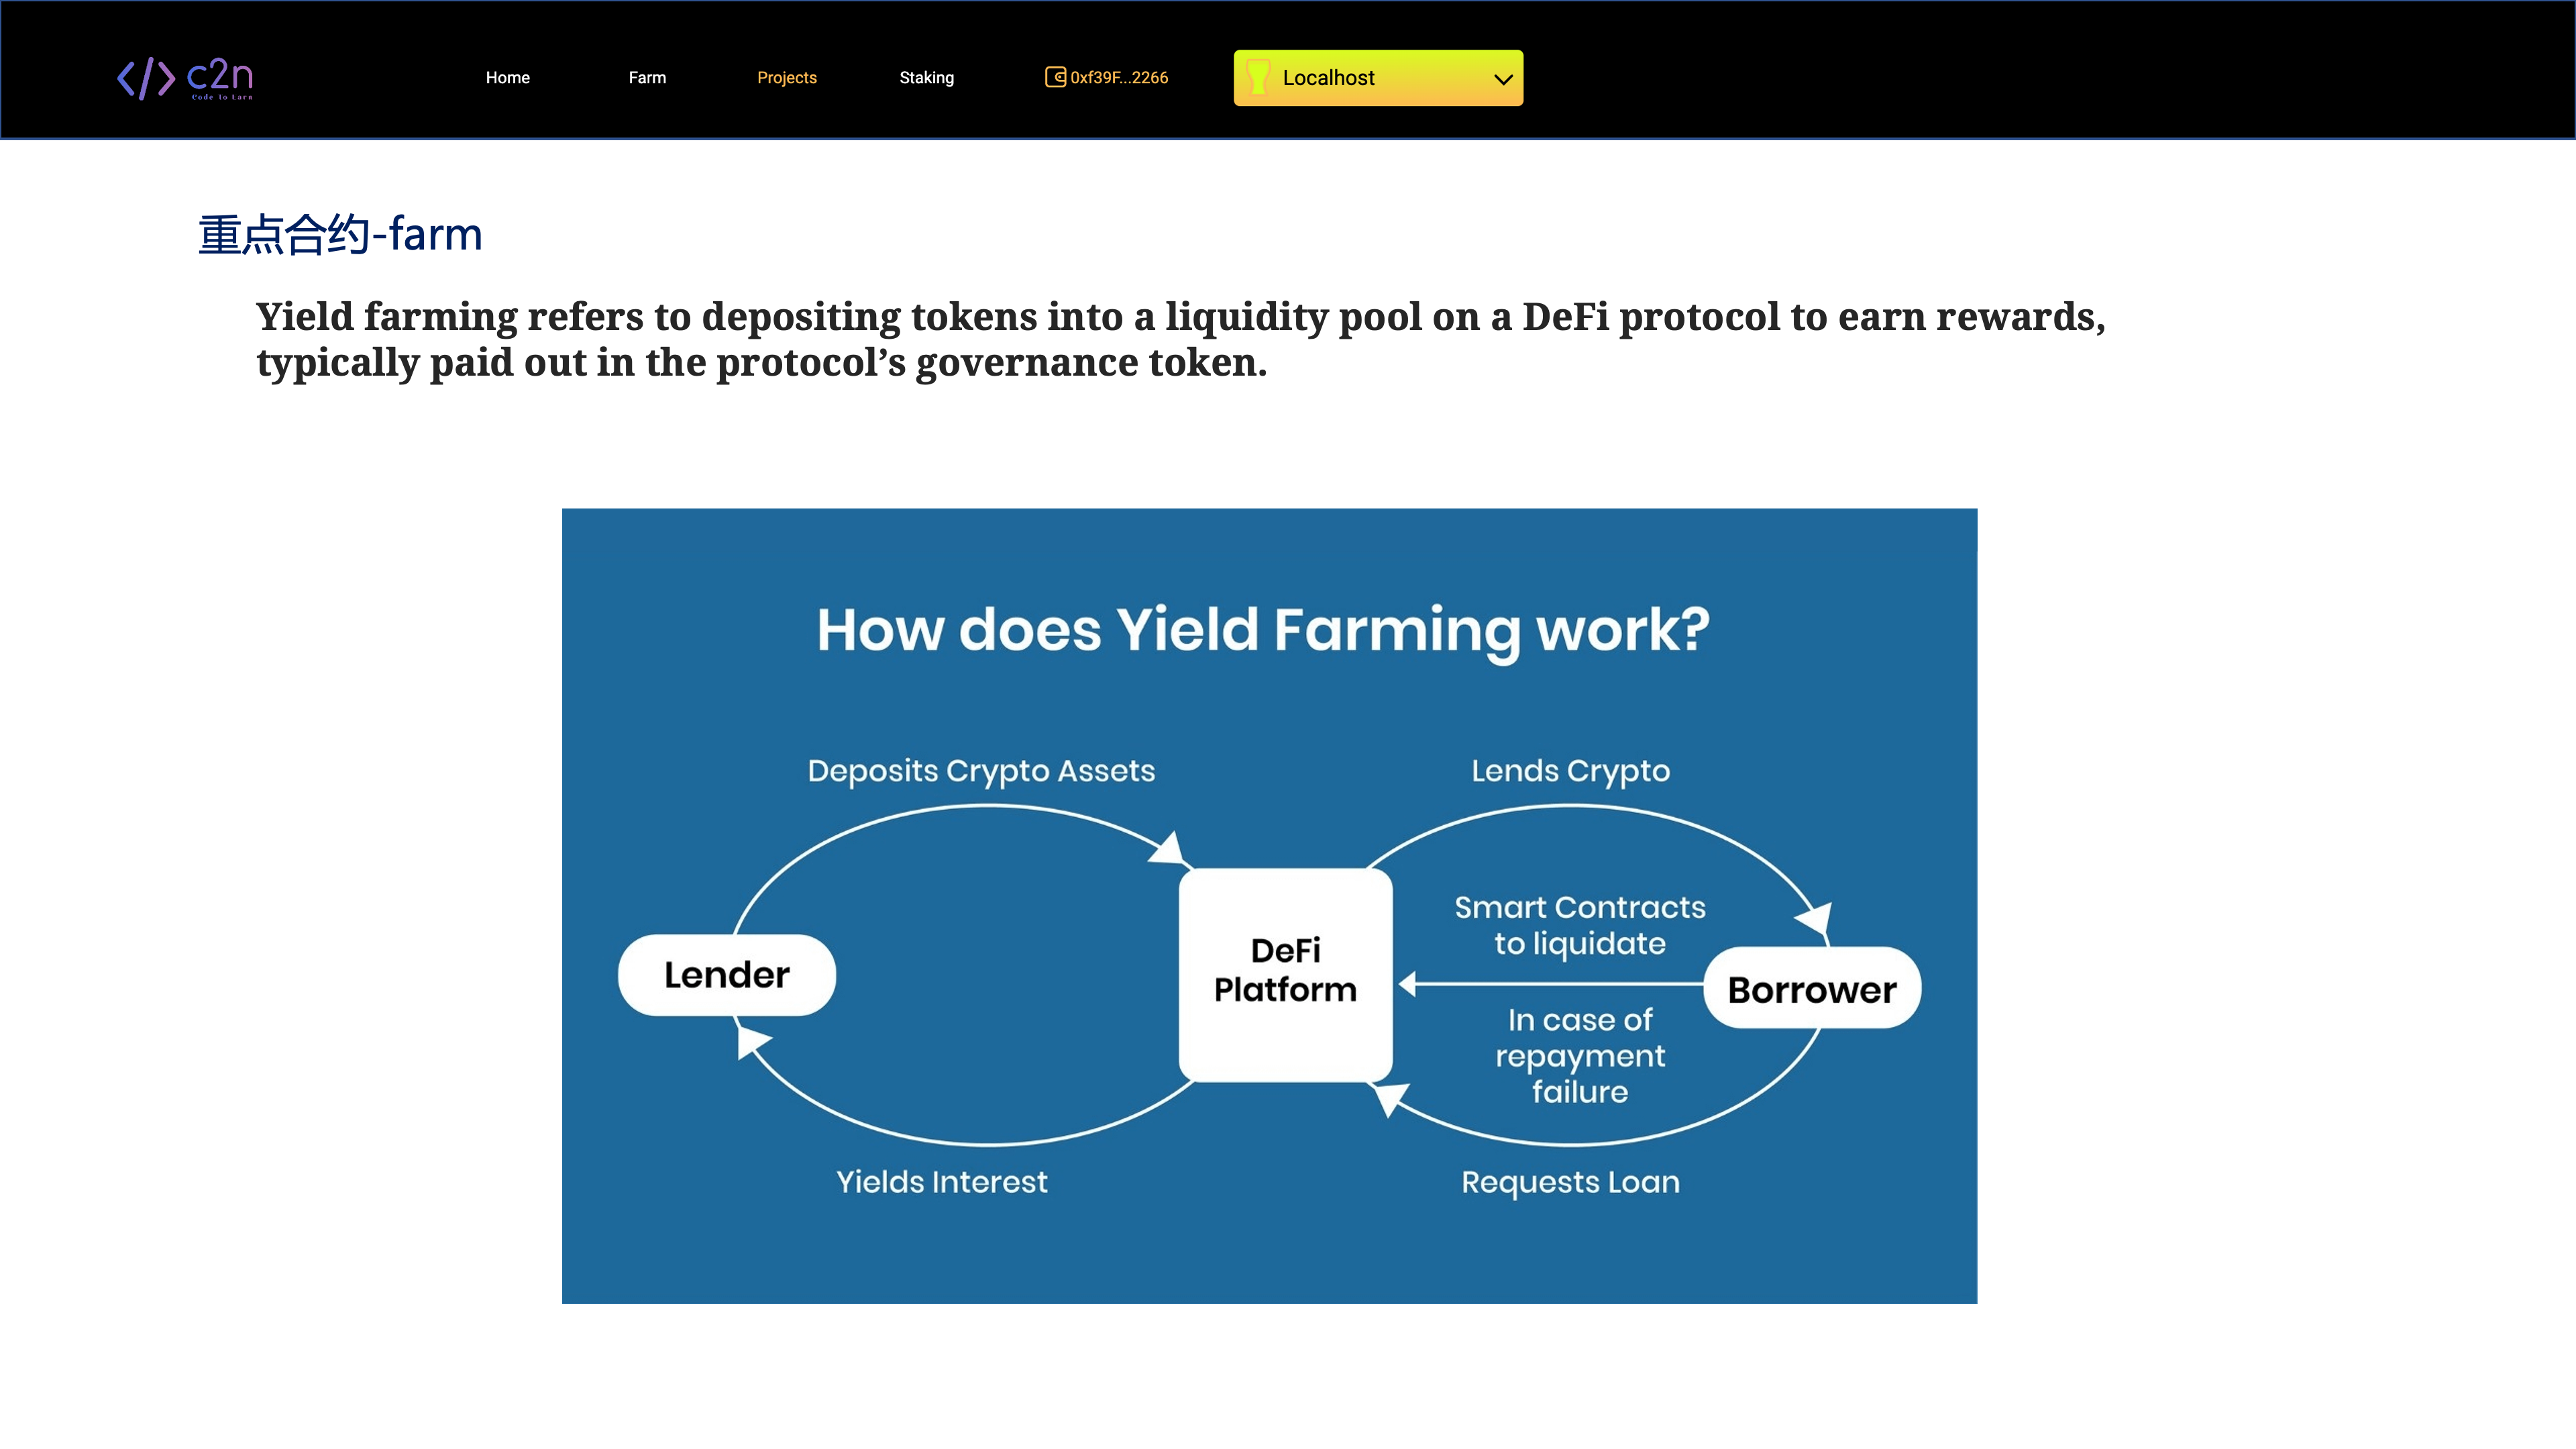 c2n
Code to Earn
Home
Farm
Projects
Staking
0xf39F...2266
Localhost
重点合约-farm
Yield farming refers to depositing tokens into a liquidity pool on a DeFi protocol to earn rewards,
typically paid out in the protocol’s governance token.
How does Yield Farming work?
Deposits Crypto Assets
Lends Crypto
Smart Contracts
to liquidate
DeFi
Platform
Lender
Borrower
In case of
repayment
failure
Yields Interest
Requests Loan